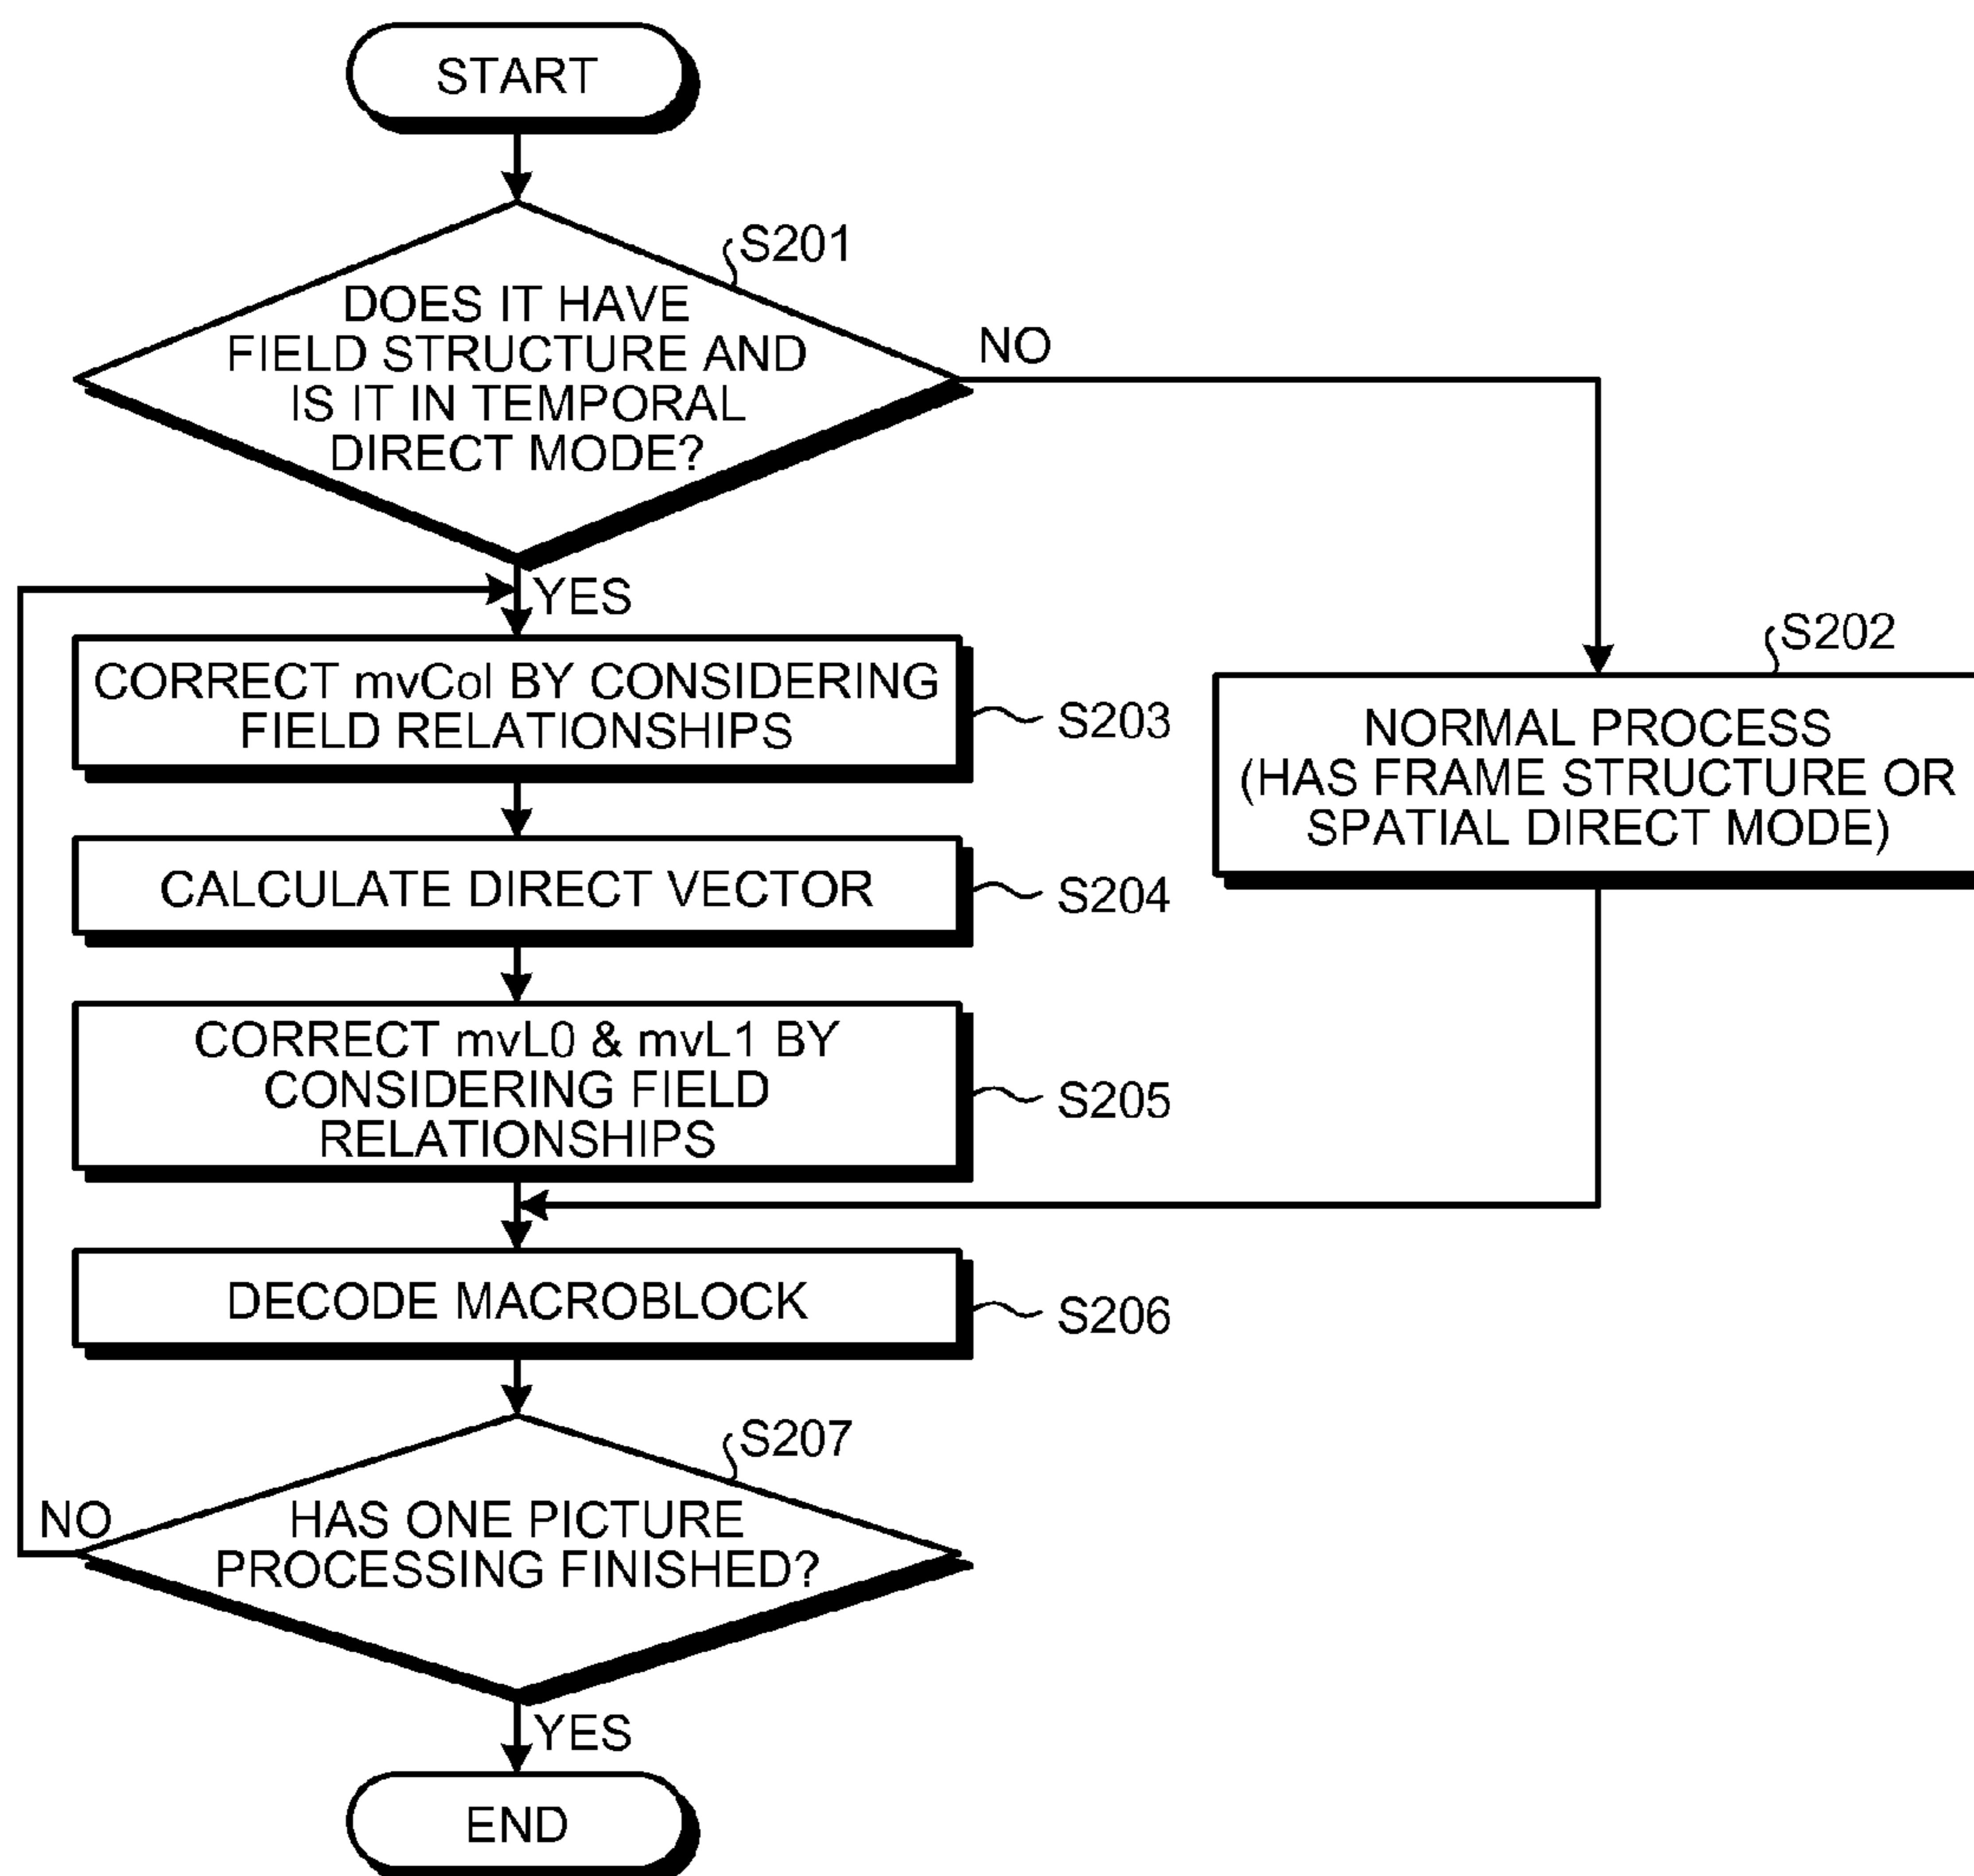 START
S201
DOES IT HAVE
FIELD STRUCTURE AND
IS IT IN TEMPORAL
DIRECT MODE?
NO
YES
S202
NORMAL PROCESS
(HAS FRAME STRUCTURE OR
SPATIAL DIRECT MODE)
CORRECT mvCol BY CONSIDERING
FIELD RELATIONSHIPS
S203
CALCULATE DIRECT VECTOR
S204
CORRECT mvL0 & mvL1 BY
CONSIDERING FIELD
RELATIONSHIPS
S205
DECODE MACROBLOCK
S206
S207
HAS ONE PICTURE
PROCESSING FINISHED?
NO
YES
END